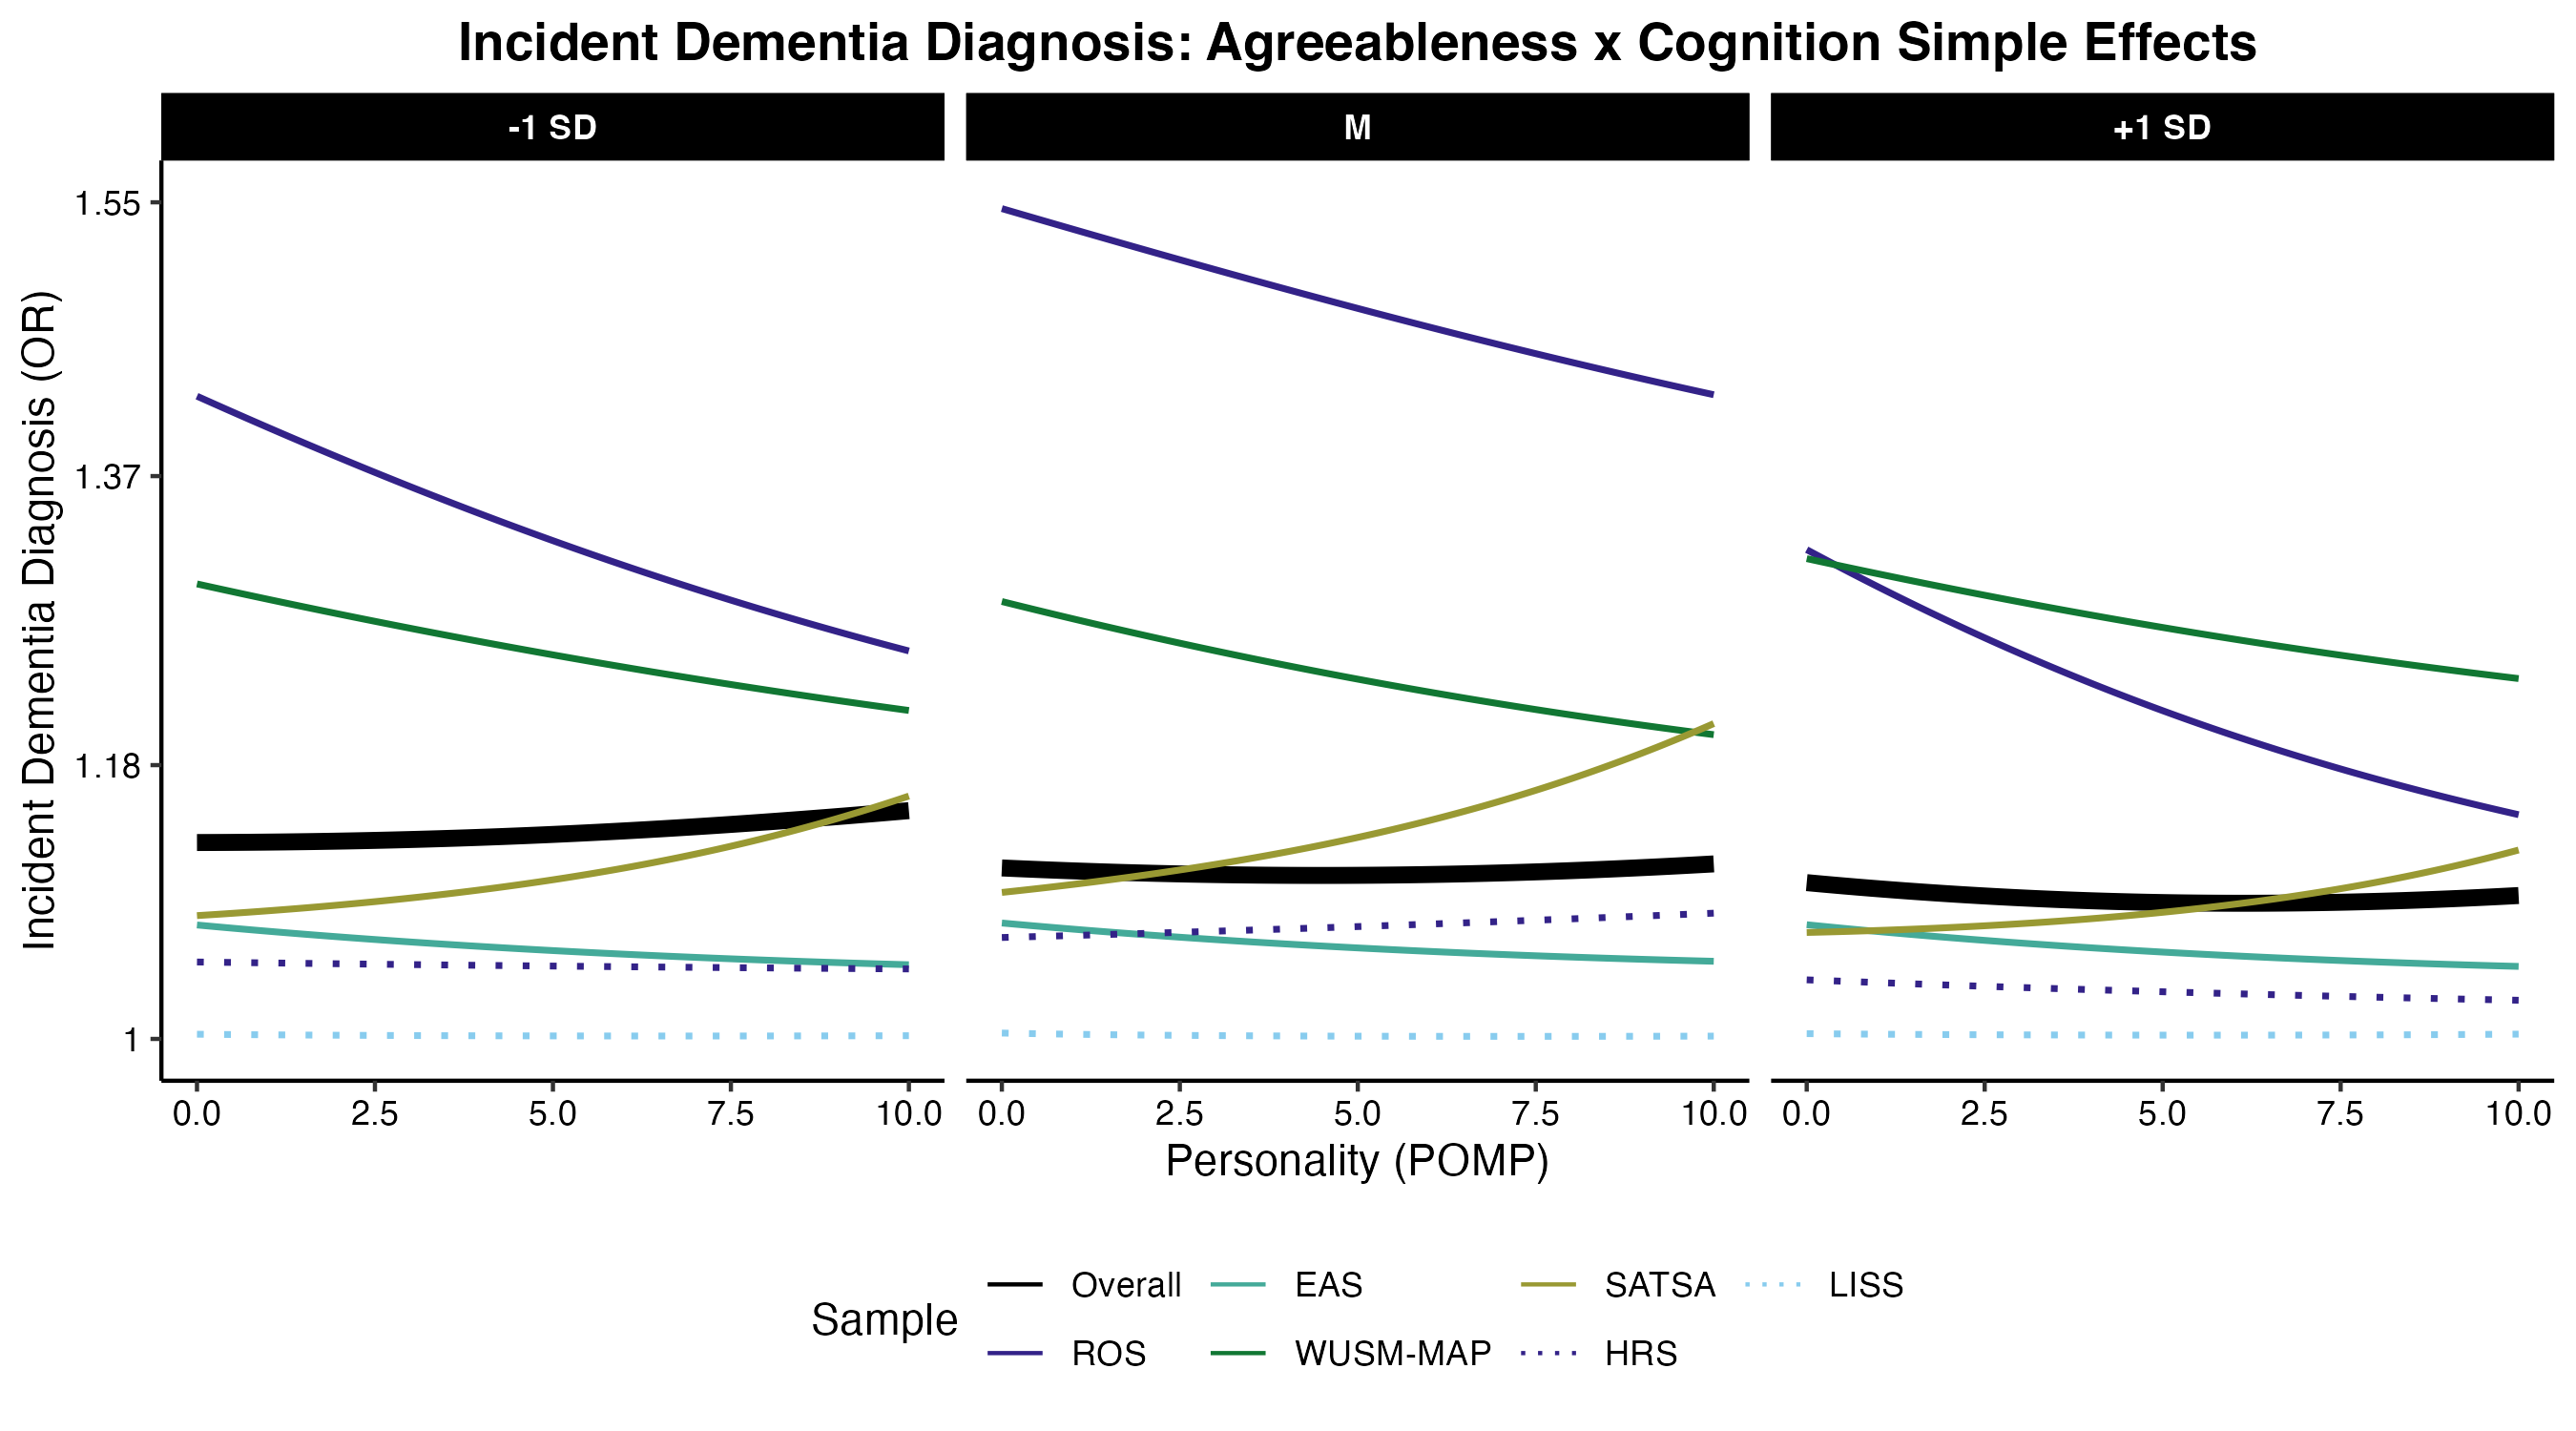 Incident Dementia Diagnosis: Agreeableness x Cognition Simple Effects
-1 SD
M
+1 SD
Incident Dementia Diagnosis (OR)
1.55
1.37
1.18
1
0.0 2.5 5.0 7.5 10.0
0.0 2.5 5.0 7.5 10.0
0.0 2.5 5.0 7.5 10.0
Personality (POMP)
Sample
Overall EAS SATSA LISS
ROS WUSM-MAP HRS